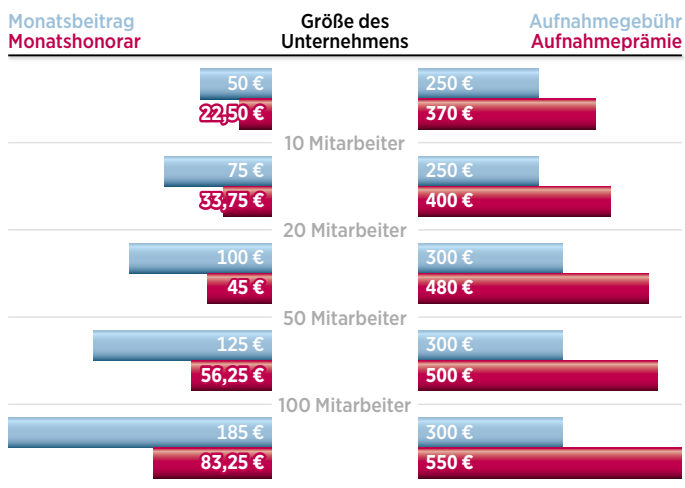 Monatsbeitrag
Monatshonorar
Größe des
Unternehmens
Aufnahmegebühr
Aufnahmeprämie
50 € 250 €
22,50 € 370 €
10 Mitarbeiter
75 € 250 €
33,75 € 400 €
20 Mitarbeiter
100 € 300 €
45 € 480 €
50 Mitarbeiter
125 € 300 €
56,25 € 500 €
100 Mitarbeiter
185 € 300 €
83,25 € 550 €